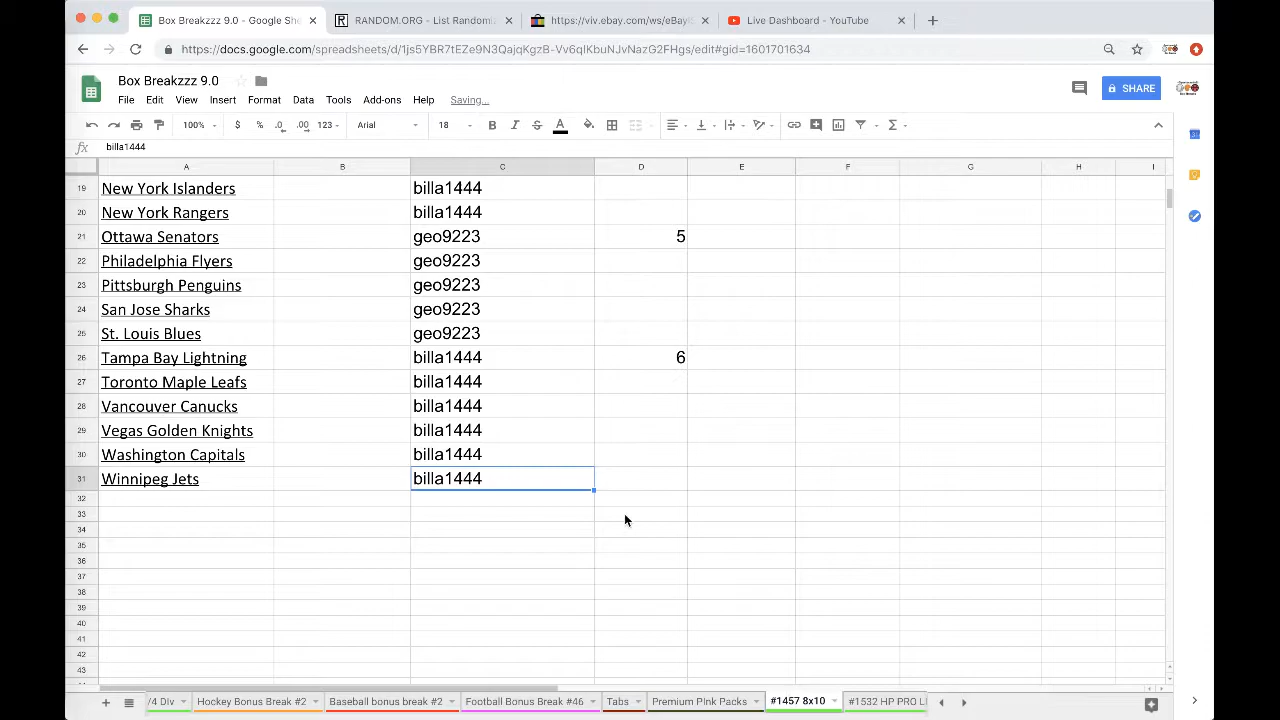 Box Breakzzz 9.0 - Google She
RANDOM.ORG - List Randomi
https://viv.ebay.com/ws/eBayI
Live Dashboard - Youtube
https://docs.google.com/spreadsheets/d/1js5YBR7tEZe9N3QajqKgzB-Vv6qIKbuNJvNazG2FHgs/edit#gid=1601701634
Box Breakzzz 9.0
File Edit View Insert Format Data Tools Add-ons Help Saving...
SHARE
100% $ % .0 .00 123 Arial 18 B I S A
fx billa1444
A B C D E F G H I
19 New York Islanders billa1444
20 New York Rangers billa1444
21 Ottawa Senators geo9223 5
22 Philadelphia Flyers geo9223
23 Pittsburgh Penguins geo9223
24 San Jose Sharks geo9223
25 St. Louis Blues geo9223
26 Tampa Bay Lightning billa1444 6
27 Toronto Maple Leafs billa1444
28 Vancouver Canucks billa1444
29 Vegas Golden Knights billa1444
30 Washington Capitals billa1444
31 Winnipeg Jets billa1444
32
33
34
35
36
37
38
39
40
41
42
43
/4 Div Hockey Bonus Break #2 Baseball bonus break #2 Football Bonus Break #46 Tabs Premium PInk Packs #1457 8x10 #1532 HP PRO LI